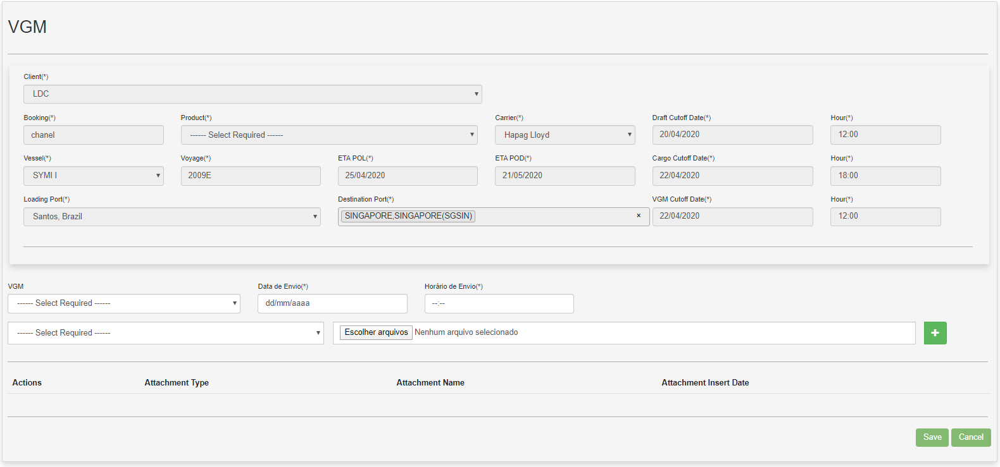 VGM
Client(*)
LDC
Booking(*) Product(*) Carrier(*) Draft Cutoff Date(*) Hour(*)
chanel ------ Select Required ------ Hapag Lloyd 20/04/2020 12:00
Vessel(*) Voyage(*) ETA POL(*) ETA POD(*) Cargo Cutoff Date(*) Hour(*)
SYMI I 2009E 25/04/2020 21/05/2020 22/04/2020 18:00
Loading Port(*) Destination Port(*) VGM Cutoff Date(*) Hour(*)
Santos, Brazil SINGAPORE,SINGAPORE(SGSIN) × 22/04/2020 12:00
VGM Data de Envio(*) Horário de Envio(*)
------ Select Required ------ dd/mm/aaaa --:--
------ Select Required ------ Escolher arquivos Nenhum arquivo selecionado
Actions Attachment Type Attachment Name Attachment Insert Date
Save Cancel